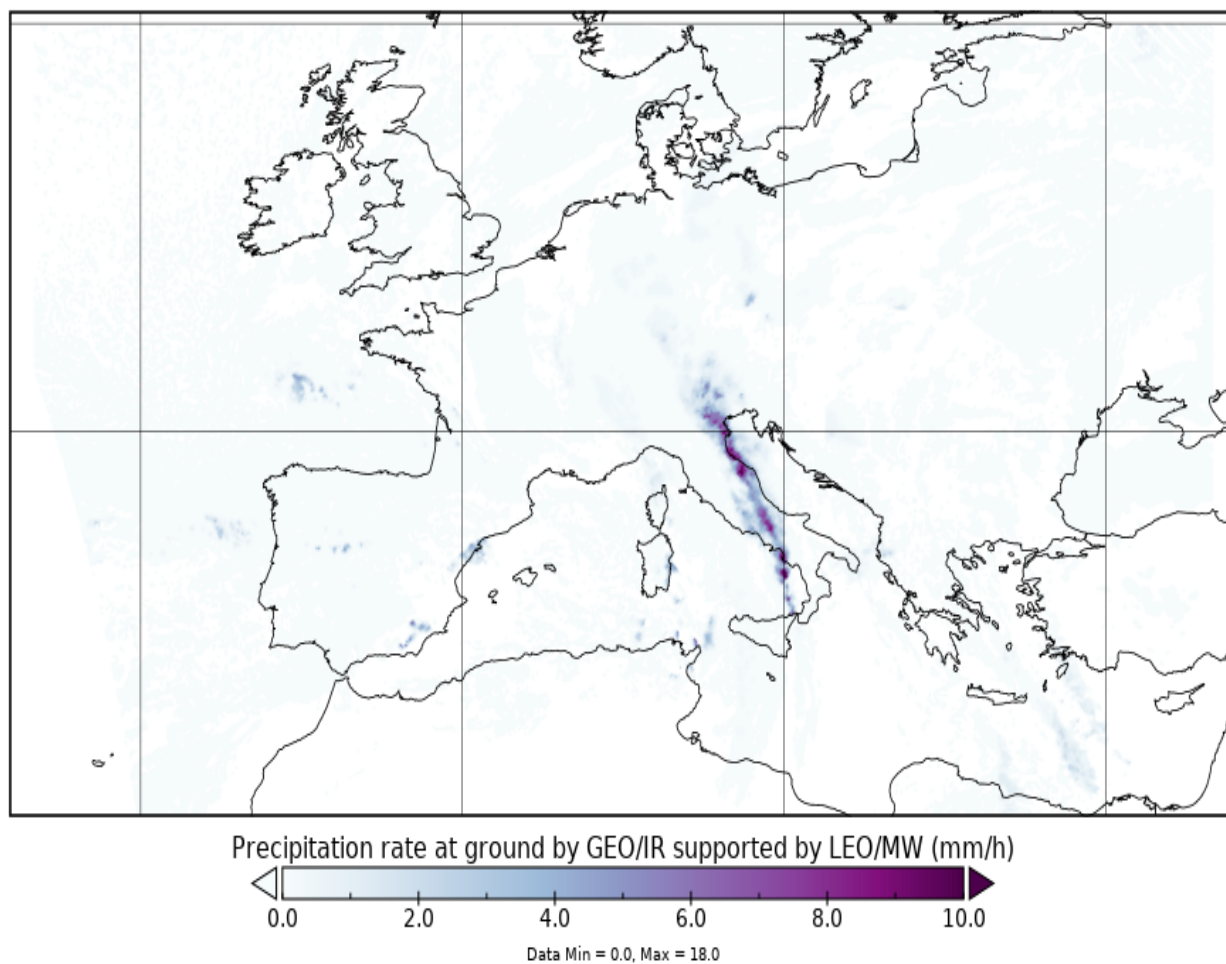 Precipitation rate at ground by GEO/IR supported by LEO/MW (mm/h)
0.0 2.0 4.0 6.0 8.0 10.0
Data Min = 0.0, Max = 18.0